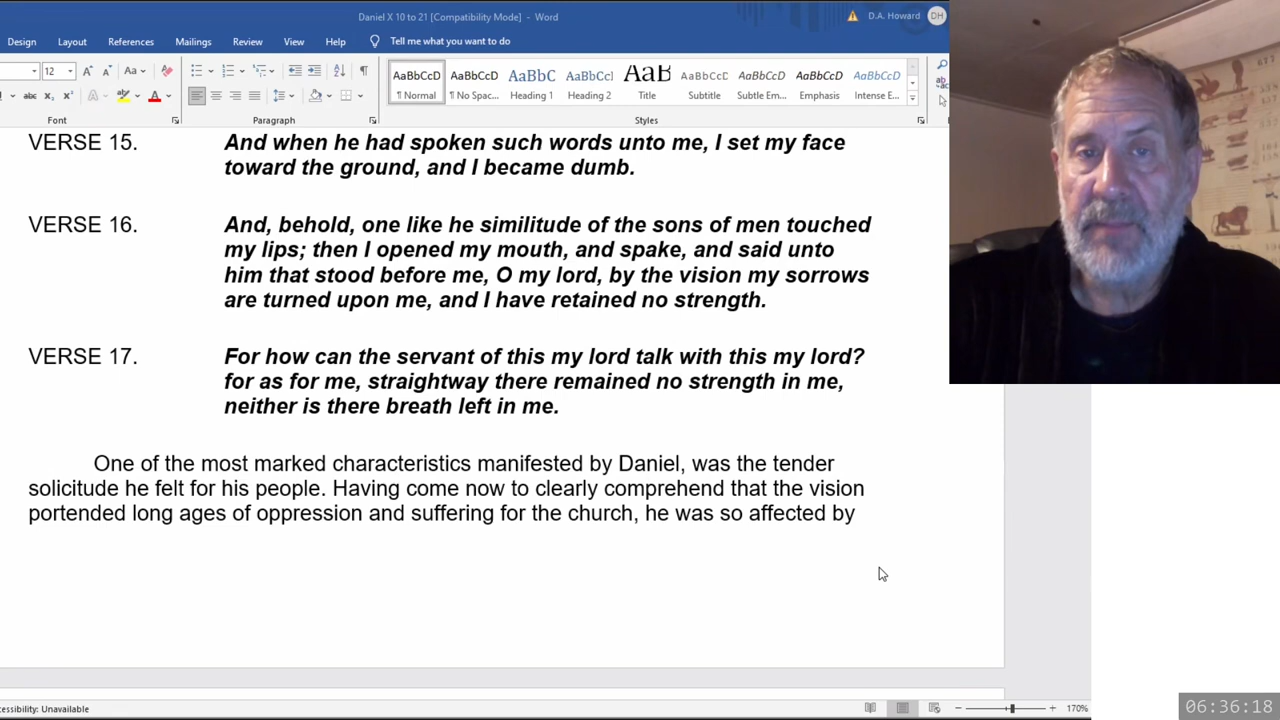 Daniel X 10 to 21 [Compatibility Mode] - Word
D.A. Howard
DH
Design Layout References Mailings Review View Help Tell me what you want to do
12
Aa
AaBbCcD AaBbCcD AaBbC AaBbCcD AaB AaBbCcD AaBbCcD AaBbCcD AaBbCcD
¶ Normal ¶ No Spac... Heading 1 Heading 2 Title Subtitle Subtle Em... Emphasis Intense E...
Font Paragraph Styles
VERSE 15. And when he had spoken such words unto me, I set my face
toward the ground, and I became dumb.
VERSE 16. And, behold, one like he similitude of the sons of men touched
my lips; then I opened my mouth, and spake, and said unto
him that stood before me, O my lord, by the vision my sorrows
are turned upon me, and I have retained no strength.
VERSE 17. For how can the servant of this my lord talk with this my lord?
for as for me, straightway there remained no strength in me,
neither is there breath left in me.
One of the most marked characteristics manifested by Daniel, was the tender
solicitude he felt for his people. Having come now to clearly comprehend that the vision
portended long ages of oppression and suffering for the church, he was so affected by
cessibility: Unavailable
170%
06:36:18